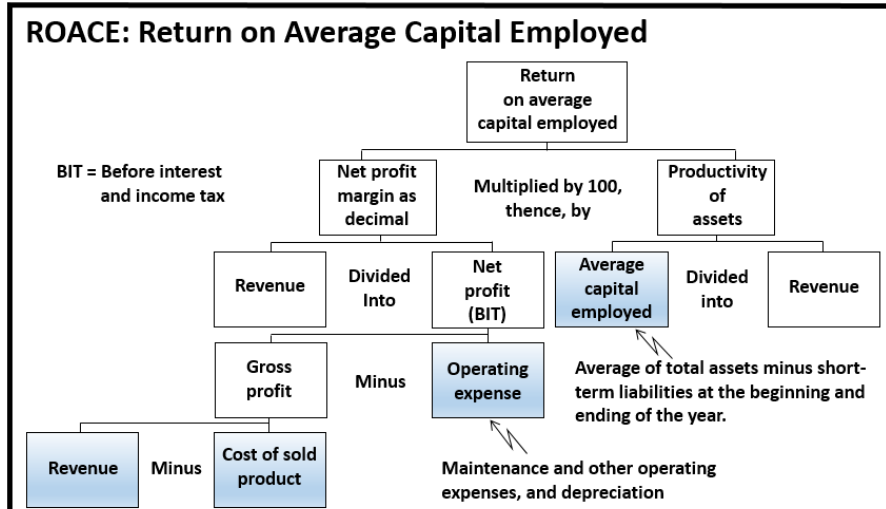 ROACE: Return on Average Capital Employed
Return
on average
capital employed
BIT = Before interest
and income tax
Net profit
margin as
decimal
Multiplied by 100,
thence, by
Productivity
of
assets
Revenue
Divided
Into
Net
profit
(BIT)
Average
capital
employed
Divided
into
Revenue
Gross
profit
Minus
Operating
expense
Average of total assets minus short-
term liabilities at the beginning and
ending of the year.
Revenue
Minus
Cost of sold
product
Maintenance and other operating
expenses, and depreciation